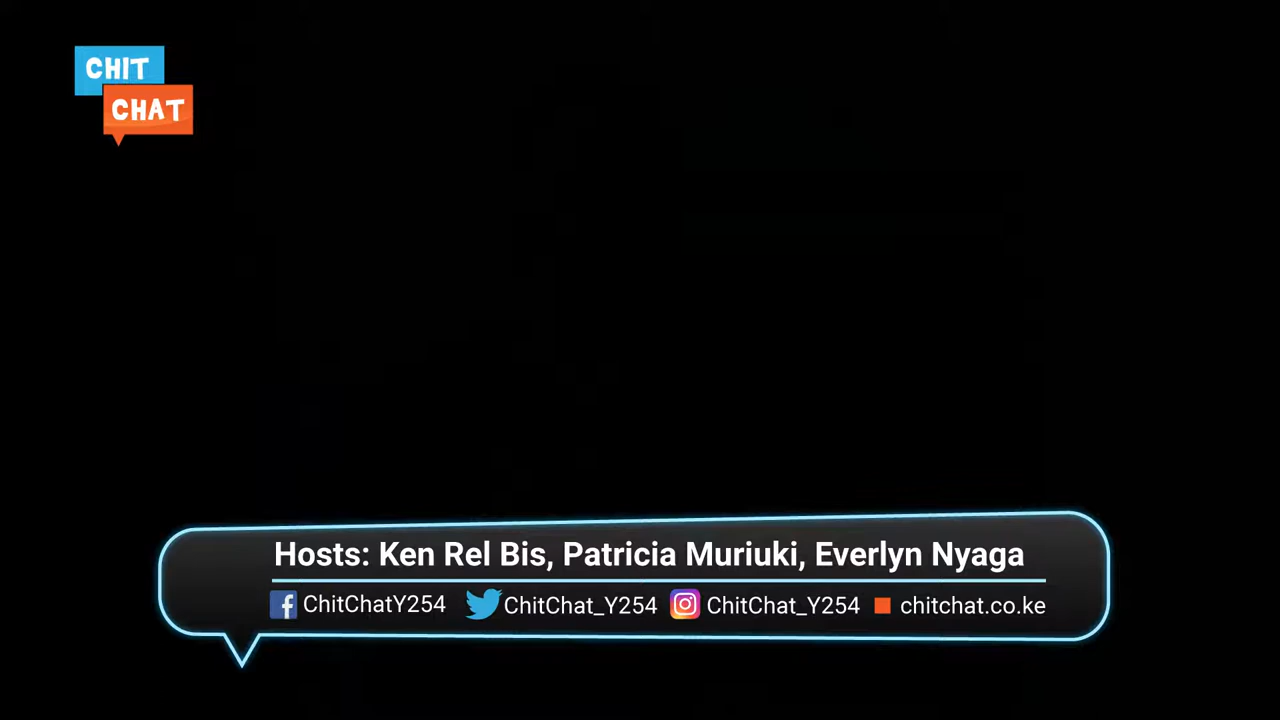 CHIT
CHAT
Hosts: Ken Rel Bis, Patricia Muriuki, Everlyn Nyaga
ChitChatY254 ChitChat_Y254 ChitChat_Y254 chitchat.co.ke